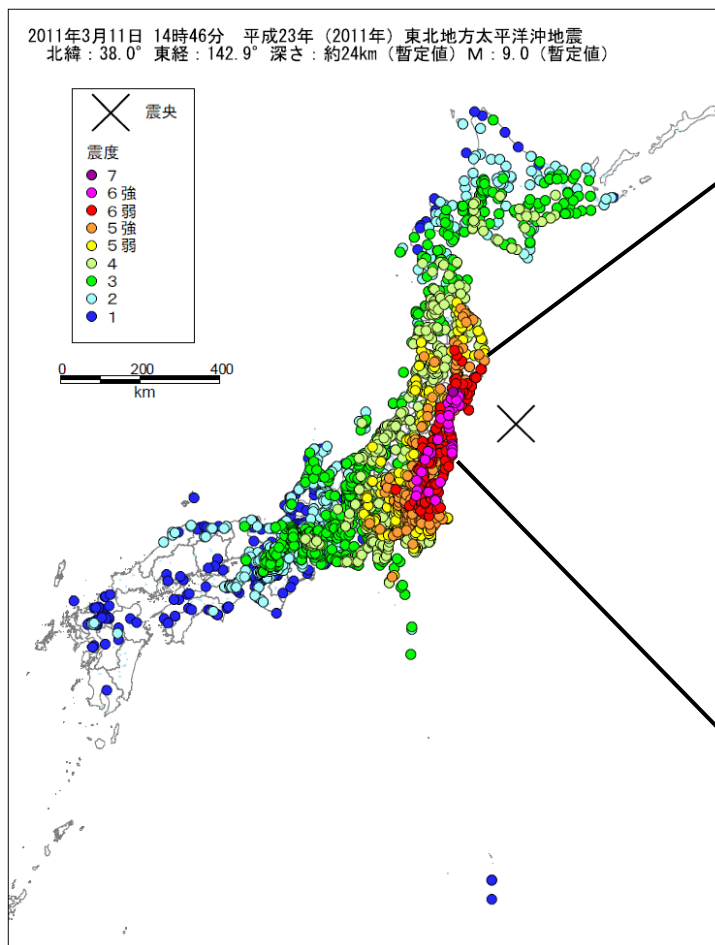 2011年3月11日 14時46分 平成23年（2011年）東北地方太平洋沖地震
北緯：38.0° 東経：142.9° 深さ：約24km（暫定値）M：9.0（暫定値）
震央
震度
7
6強
6弱
5強
5弱
4
3
2
1
0 200 400
km